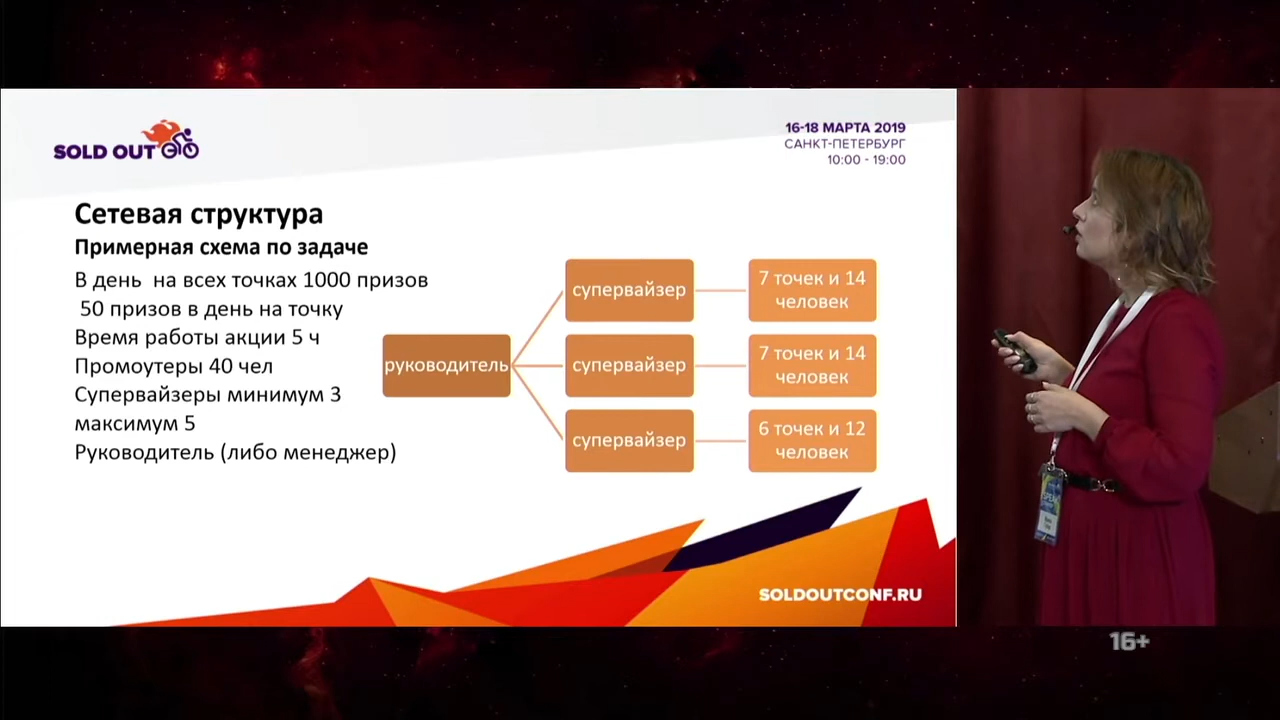 SOLD OUT
16-18 МАРТА 2019
САНКТ-ПЕТЕРБУРГ
10:00 - 19:00
Сетевая структура
Примерная схема по задаче
В день на всех точках 1000 призов
50 призов в день на точку
Время работы акции 5 ч
Промоутеры 40 чел
Супервайзеры минимум 3
максимум 5
Руководитель (либо менеджер)
руководитель
супервайзер
7 точек и 14
человек
супервайзер
7 точек и 14
человек
супервайзер
6 точек и 12
человек
SOLDOUTCONF.RU
16+